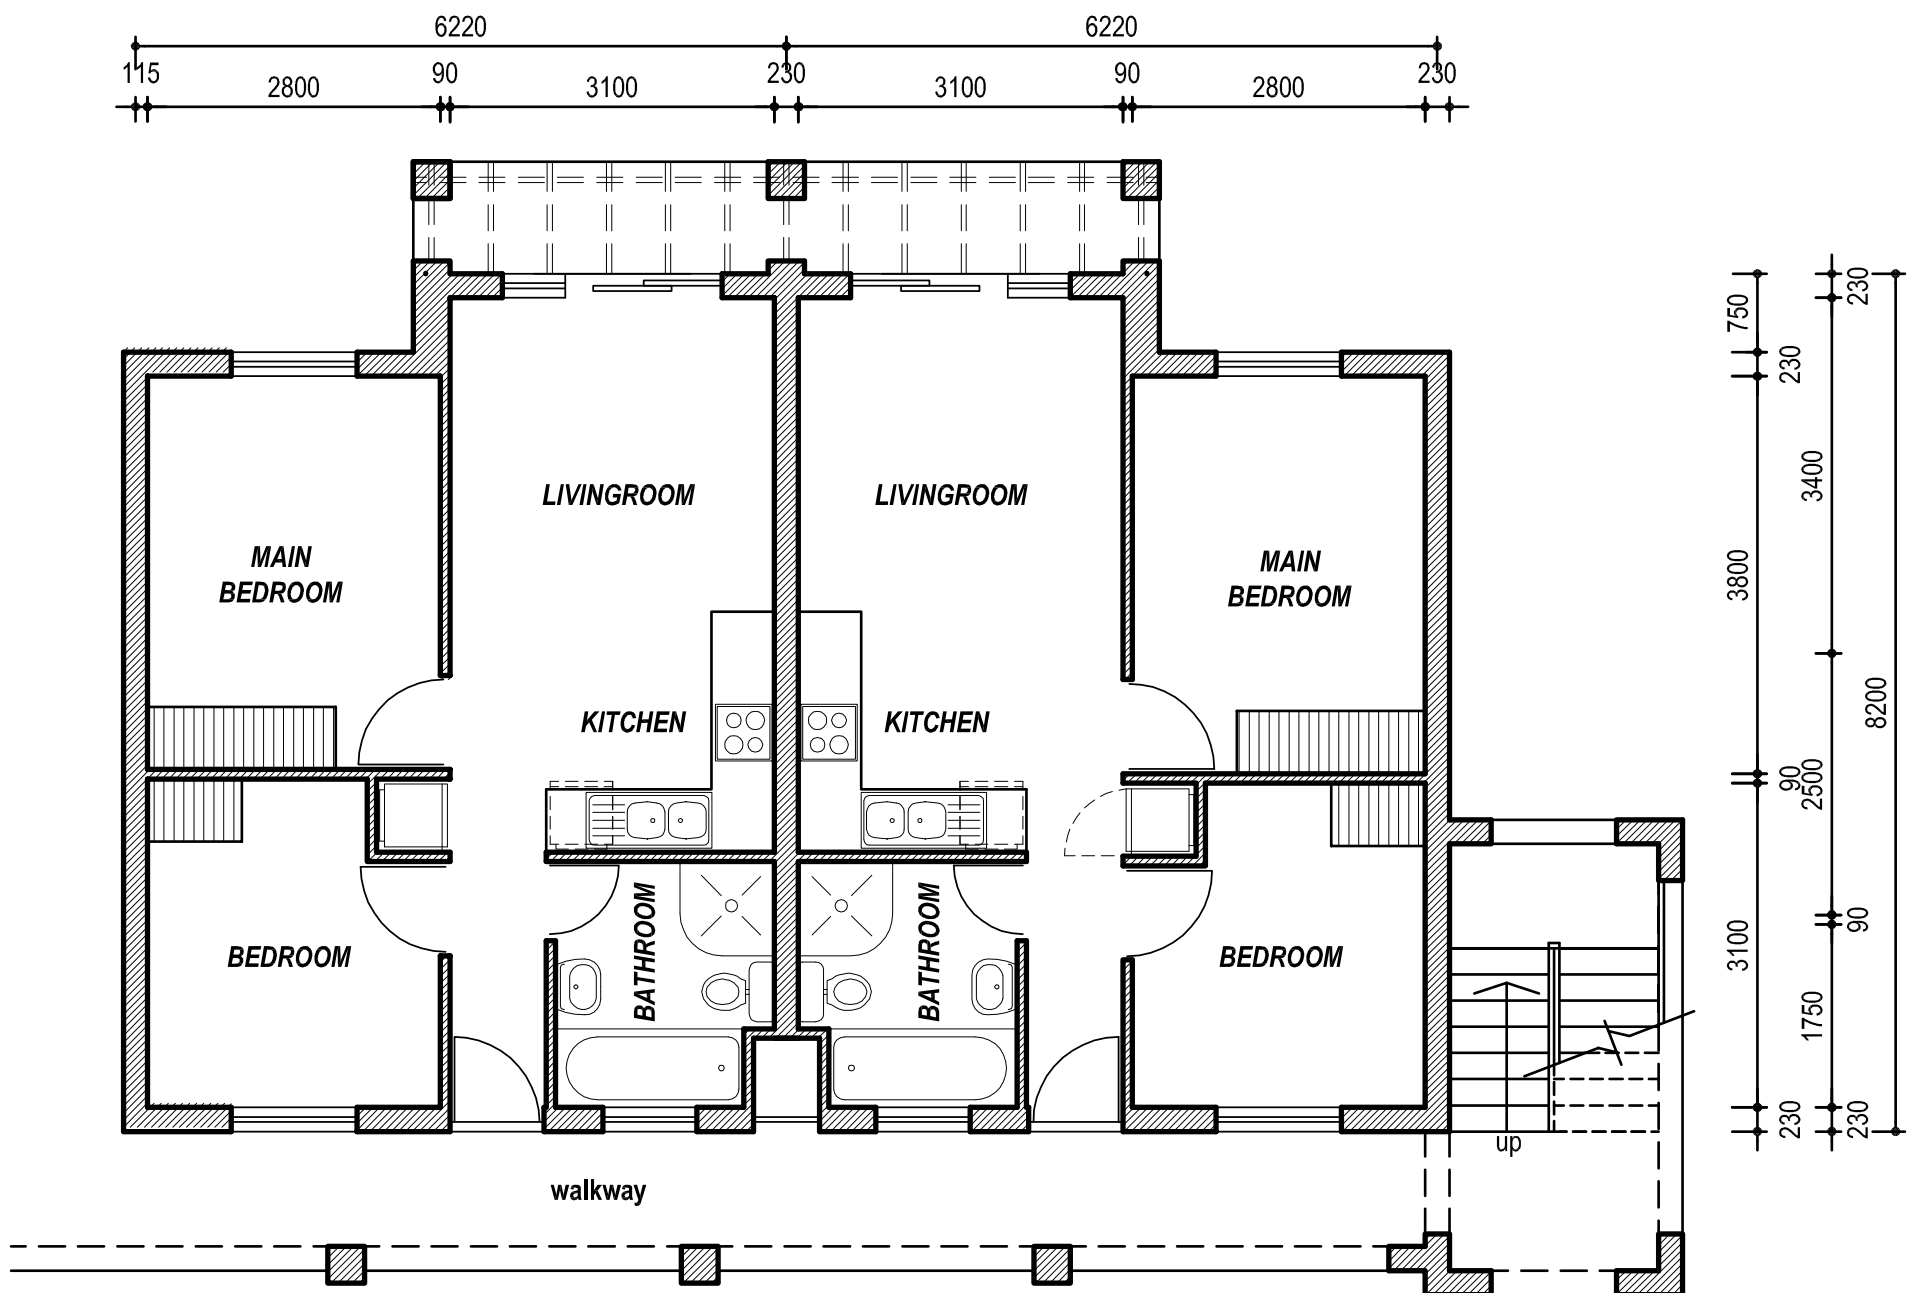 6220 6220
115 2800 90 3100 230 3100 90 2800 230
230
750
230
LIVINGROOM LIVINGROOM
3400
MAIN
BEDROOM
MAIN
BEDROOM
3800
8200
KITCHEN KITCHEN
90
2500
BATHROOM BATHROOM
90
BEDROOM BEDROOM
3100
1750
230 230
up
walkway